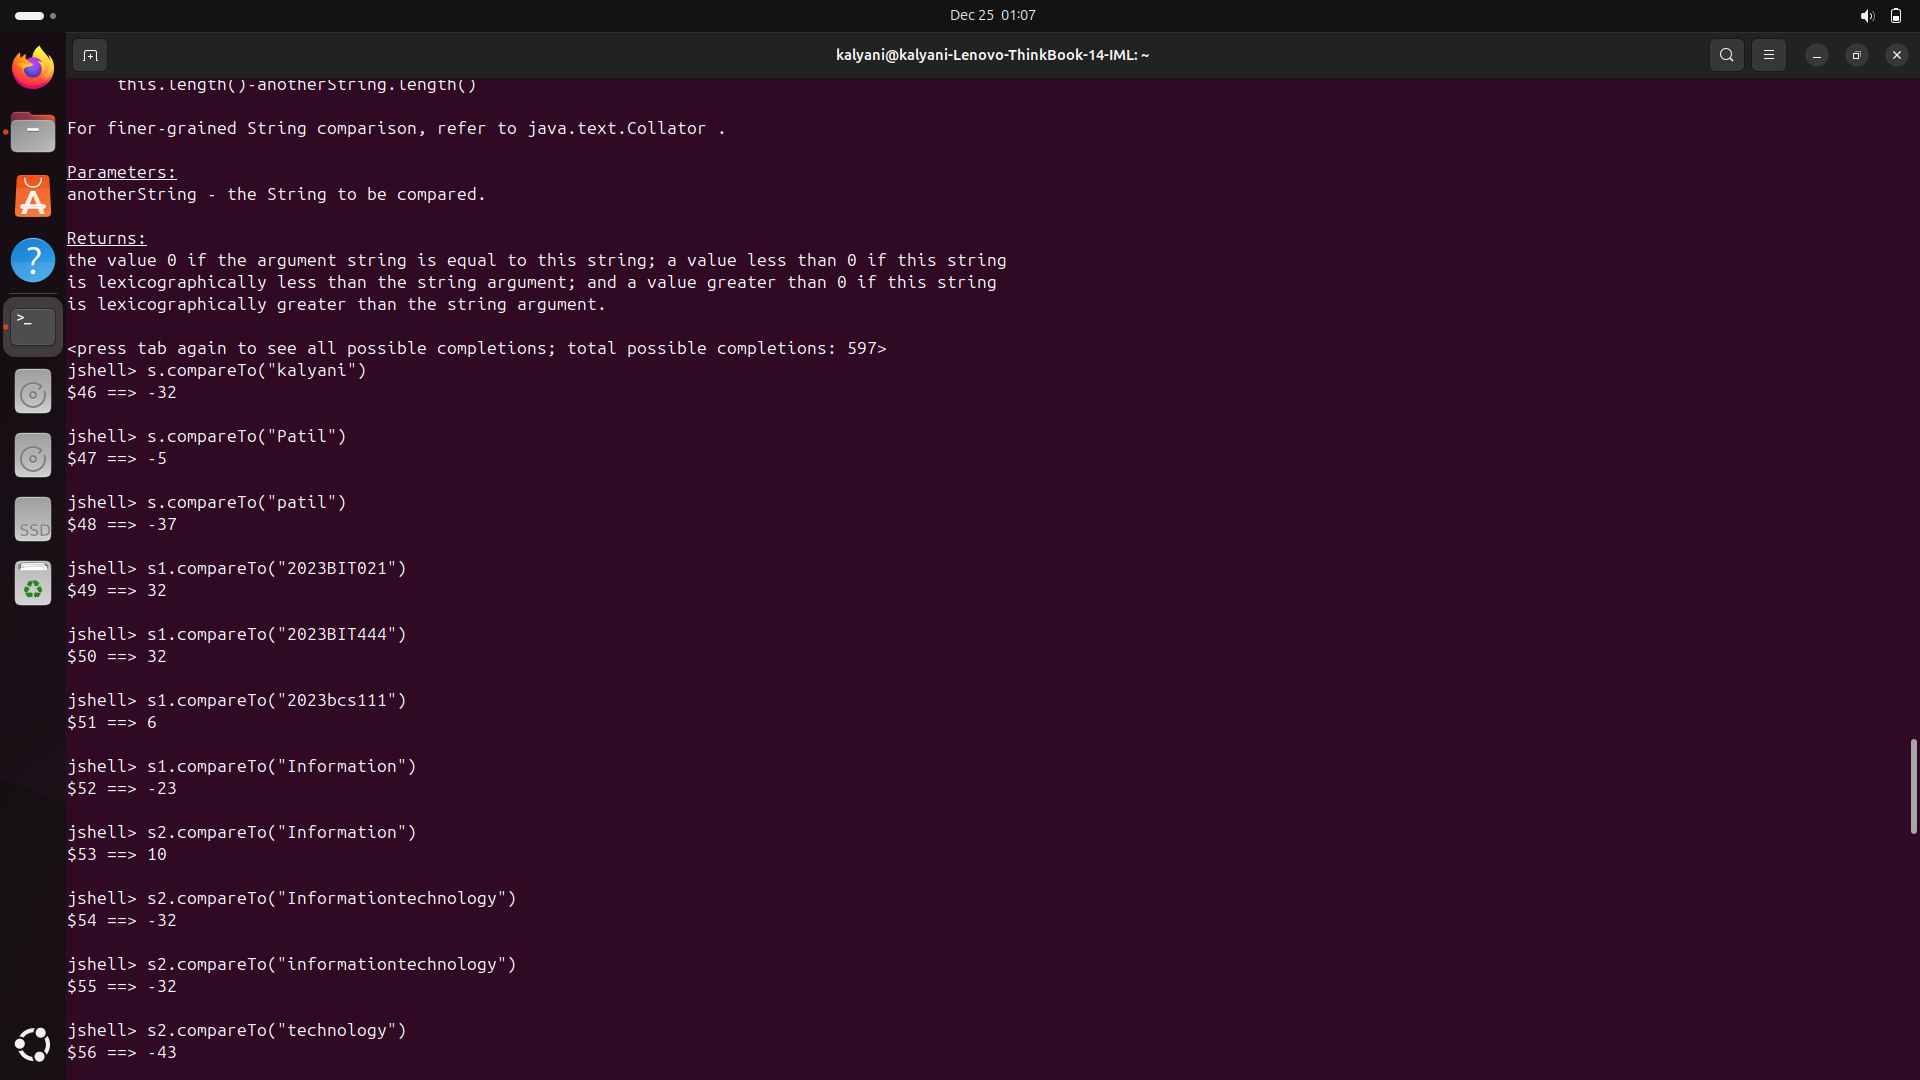 Dec 25 01:07
kalyani@kalyani-Lenovo-ThinkBook-14-IML: ~
this.length()-anotherString.length()
For finer-grained String comparison, refer to java.text.Collator .
Parameters:
anotherString - the String to be compared.
Returns:
the value 0 if the argument string is equal to this string; a value less than 0 if this string
is lexicographically less than the string argument; and a value greater than 0 if this string
is lexicographically greater than the string argument.
<press tab again to see all possible completions; total possible completions: 597>
jshell> s.compareTo("kalyani")
$46 ==> -32
jshell> s.compareTo("Patil")
$47 ==> -5
jshell> s.compareTo("patil")
$48 ==> -37
jshell> s1.compareTo("2023BIT021")
$49 ==> 32
jshell> s1.compareTo("2023BIT444")
$50 ==> 32
jshell> s1.compareTo("2023bcs111")
$51 ==> 6
jshell> s1.compareTo("Information")
$52 ==> -23
jshell> s2.compareTo("Information")
$53 ==> 10
jshell> s2.compareTo("Informationtechnology")
$54 ==> -32
jshell> s2.compareTo("informationtechnology")
$55 ==> -32
jshell> s2.compareTo("technology")
$56 ==> -43
SSD